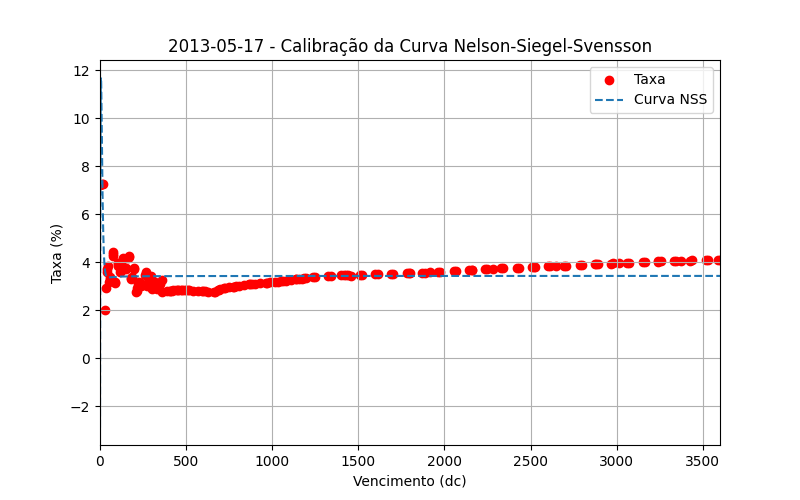 2013-05-17 - Calibração da Curva Nelson-Siegel-Svensson
Taxa
Curva NSS
Taxa (%)
12
10
8
6
4
2
0
−2
0 500 1000 1500 2000 2500 3000 3500
Vencimento (dc)